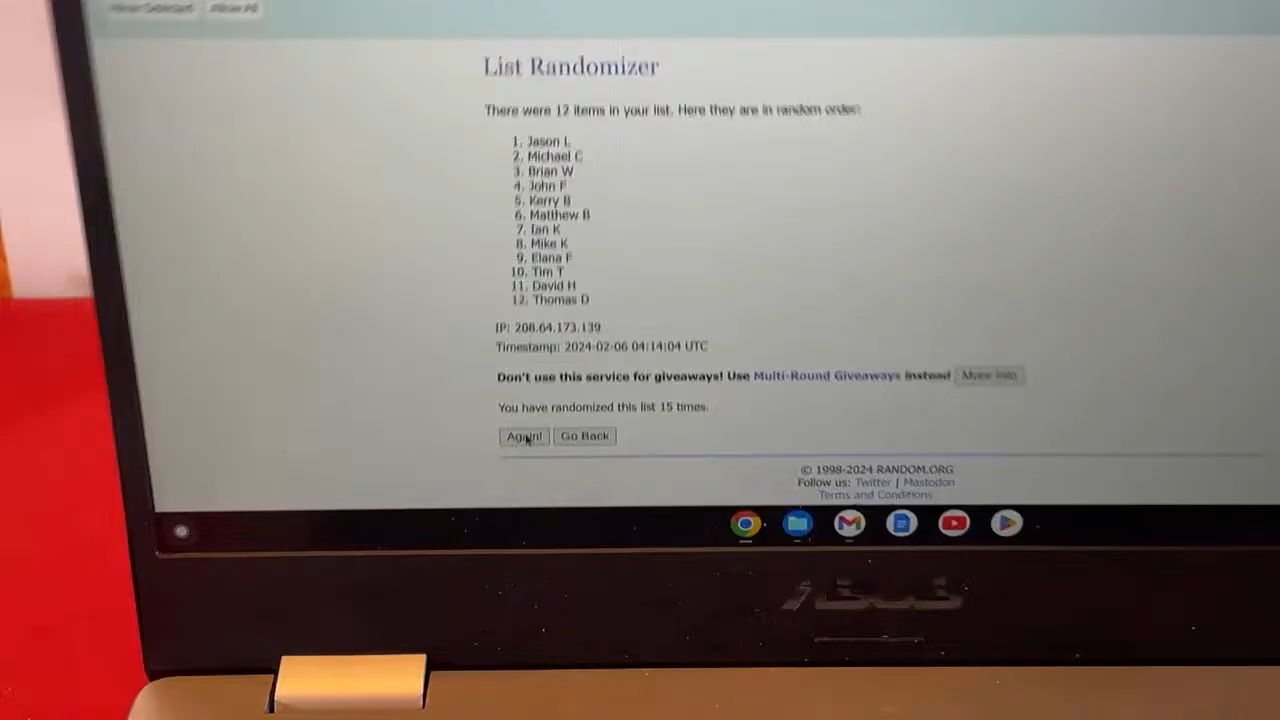 List Randomizer
There were 12 items in your list. Here they are in random order:
1. Jason L
2. Michael C
3. Brian W
4. John F
5. Kerry B
6. Matthew B
7. Ian K
8. Mike K
9. Elana F
10. Tim T
11. David H
12. Thomas D
IP: 208.64.173.139
Timestamp: 2024-02-06 04:14:04 UTC
Don't use this service for giveaways! Use Multi-Round Giveaways instead More Info
You have randomized this list 15 times.
Again! Go Back
© 1998-2024 RANDOM.ORG
Follow us: Twitter | Mastodon
Terms and Conditions
ASUS